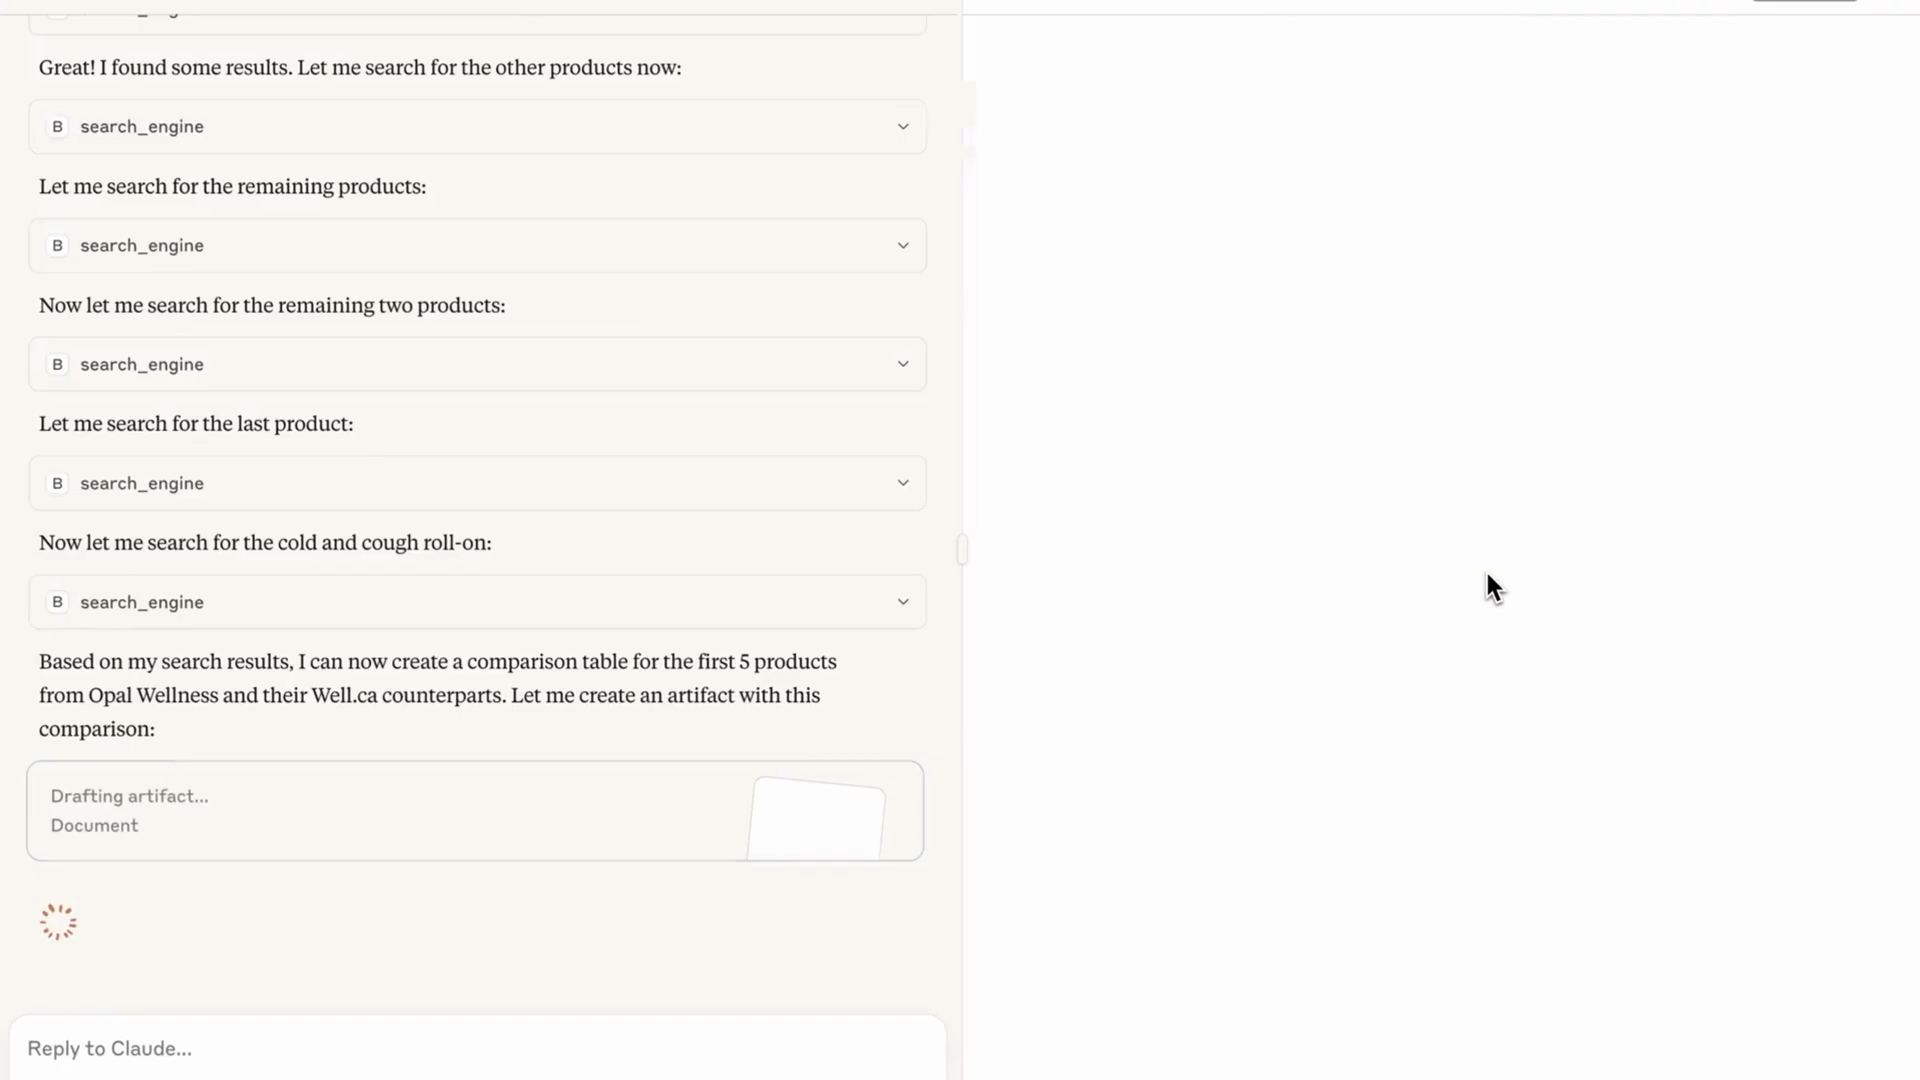 Great! I found some results. Let me search for the other products now:
B search_engine
Let me search for the remaining products:
B search_engine
Now let me search for the remaining two products:
B search_engine
Let me search for the last product:
B search_engine
Now let me search for the cold and cough roll-on:
B search_engine
Based on my search results, I can now create a comparison table for the first 5 products
from Opal Wellness and their Well.ca counterparts. Let me create an artifact with this
comparison:
Drafting artifact...
Document
Reply to Claude...